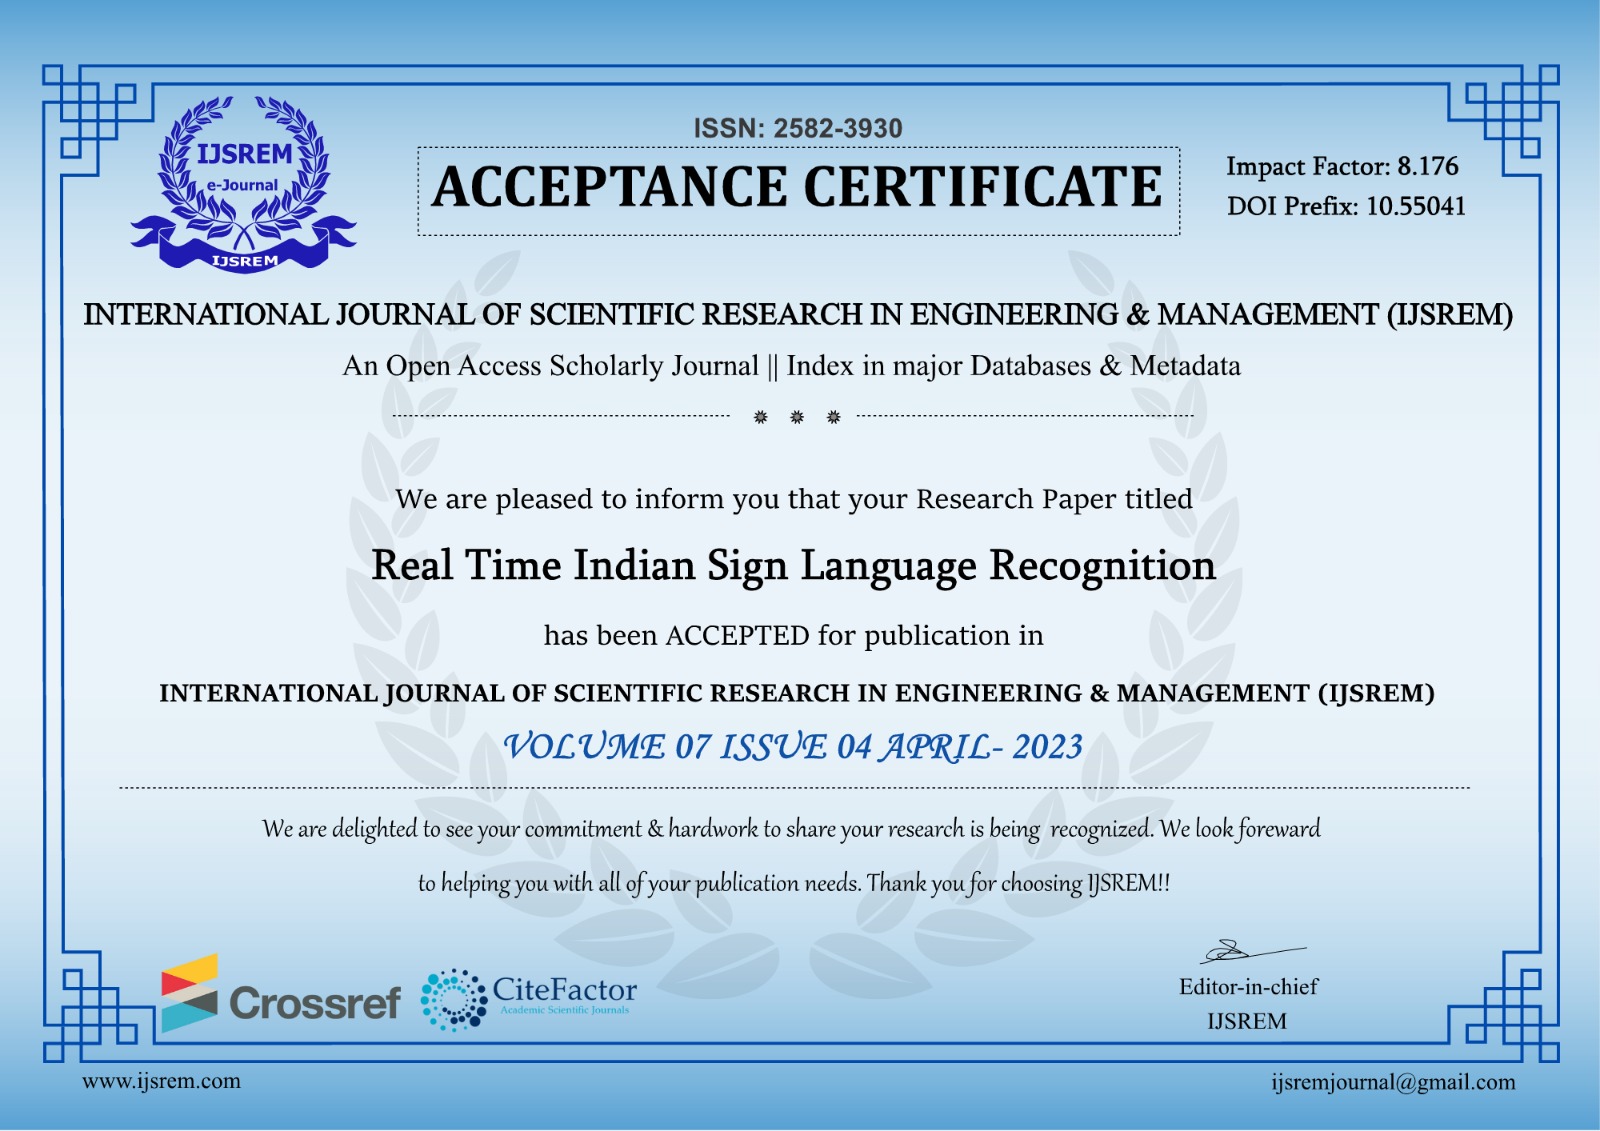 IJSREM
e-Journal
IJSREM
ISSN: 2582-3930
ACCEPTANCE CERTIFICATE
Impact Factor: 8.176
DOI Prefix: 10.55041
INTERNATIONAL JOURNAL OF SCIENTIFIC RESEARCH IN ENGINEERING & MANAGEMENT (IJSREM)
An Open Access Scholarly Journal || Index in major Databases & Metadata
We are pleased to inform you that your Research Paper titled
Real Time Indian Sign Language Recognition
has been ACCEPTED for publication in
INTERNATIONAL JOURNAL OF SCIENTIFIC RESEARCH IN ENGINEERING & MANAGEMENT (IJSREM)
VOLUME 07 ISSUE 04 APRIL- 2023
We are delighted to see your commitment & hardwork to share your research is being recognized. We look foreward
to helping you with all of your publication needs. Thank you for choosing IJSREM!!
Crossref
CiteFactor
Academic Scientific Journals
Editor-in-chief
IJSREM
www.ijsrem.com
ijsremjournal@gmail.com